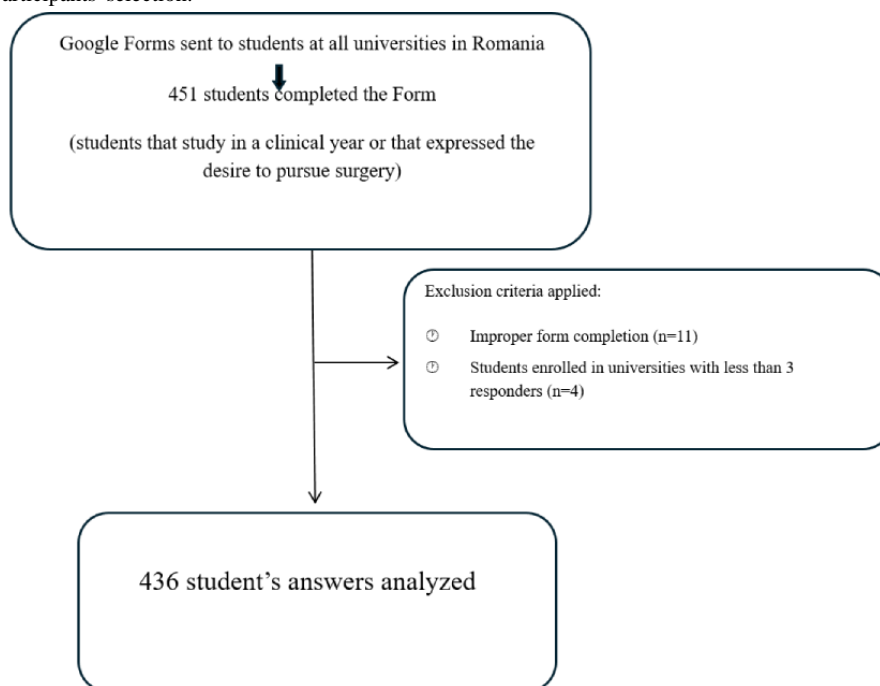 Google Forms sent to students at all universities in Romania
451 students completed the Form
(students that study in a clinical year or that expressed the
desire to pursue surgery)
Exclusion criteria applied:
Improper form completion (n=11)
Students enrolled in universities with less than 3
responders (n=4)
436 student’s answers analyzed